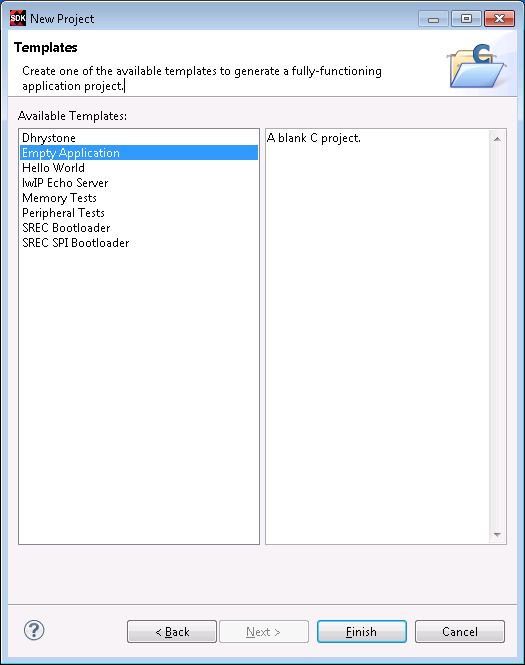 SDK New Project
Templates
Create one of the available templates to generate a fully-functioning
application project.
C
Available Templates:
Dhrystone
Empty Application
Hello World
lwIP Echo Server
Memory Tests
Peripheral Tests
SREC Bootloader
SREC SPI Bootloader
A blank C project.
?
< Back
Next >
Finish
Cancel